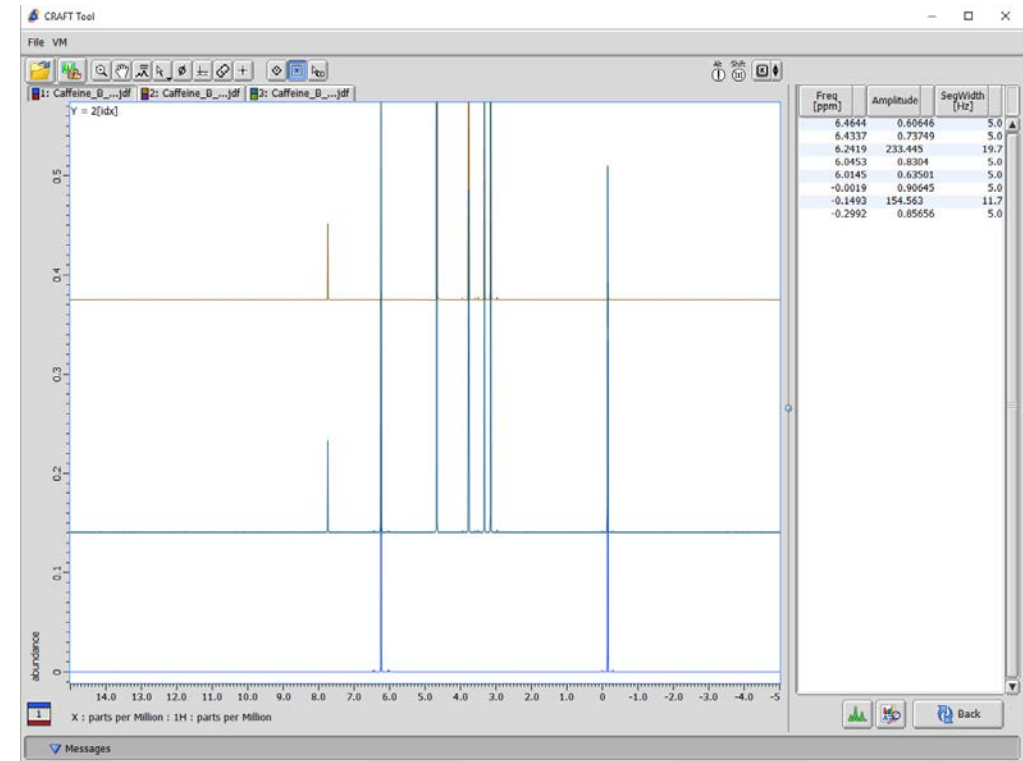 CRAFT Tool
File VM
Alt Shft
1: Caffeine_B_...jdf 2: Caffeine_B_...jdf 3: Caffeine_B_...jdf
Y = 2[idx]
Freq [ppm] Amplitude SegWidth [Hz]
6.4644 0.60646 5.0
6.4337 0.73749 5.0
6.2419 233.445 19.7
6.0453 0.8304 5.0
6.0145 0.63501 5.0
-0.0019 0.90645 5.0
-0.1493 154.563 11.7
-0.2992 0.85656 5.0
0.5
0.4
0.3
0.2
0.1
0
abundance
14.0 13.0 12.0 11.0 10.0 9.0 8.0 7.0 6.0 5.0 4.0 3.0 2.0 1.0 0 -1.0 -2.0 -3.0 -4.0 -5
1
X : parts per Million : 1H : parts per Million
Back
Messages